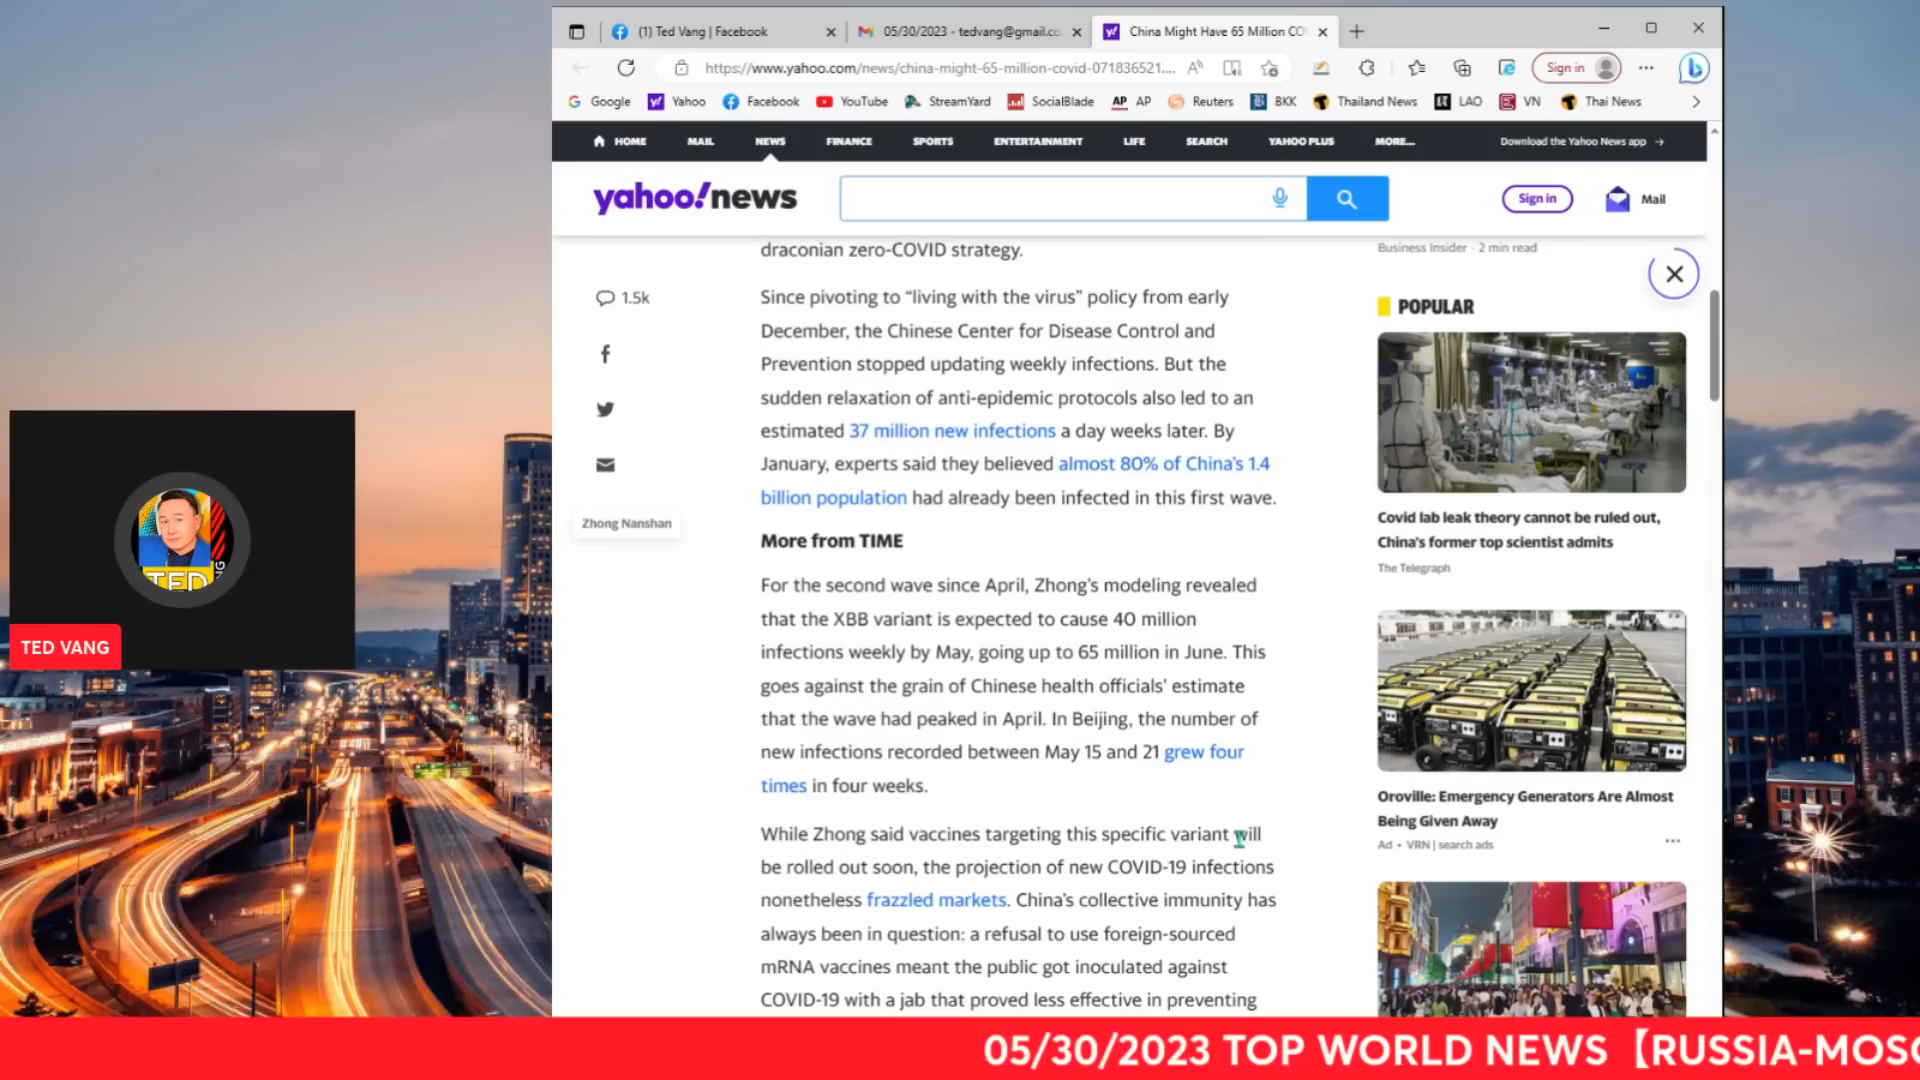 (1) Ted Vang | Facebook
05/30/2023 - tedvang@gmail.co
China Might Have 65 Million CO
https://www.yahoo.com/news/china-might-65-million-covid-071836521....
Sign in
Google
Yahoo
Facebook
YouTube
StreamYard
SocialBlade
AP AP
Reuters
BKK
Thailand News
LAO
VN
Thai News
HOME
MAIL
NEWS
FINANCE
SPORTS
ENTERTAINMENT
LIFE
SEARCH
YAHOO PLUS
MORE...
Download the Yahoo News app →
yahoo!news
Sign in
Mail
draconian zero-COVID strategy.
1.5k
Since pivoting to “living with the virus” policy from early
December, the Chinese Center for Disease Control and
Prevention stopped updating weekly infections. But the
sudden relaxation of anti-epidemic protocols also led to an
estimated 37 million new infections a day weeks later. By
January, experts said they believed almost 80% of China’s 1.4
billion population had already been infected in this first wave.
Zhong Nanshan
More from TIME
For the second wave since April, Zhong’s modeling revealed
that the XBB variant is expected to cause 40 million
infections weekly by May, going up to 65 million in June. This
goes against the grain of Chinese health officials’ estimate
that the wave had peaked in April. In Beijing, the number of
new infections recorded between May 15 and 21 grew four
times in four weeks.
While Zhong said vaccines targeting this specific variant will
be rolled out soon, the projection of new COVID-19 infections
nonetheless frazzled markets. China’s collective immunity has
always been in question: a refusal to use foreign-sourced
mRNA vaccines meant the public got inoculated against
COVID-19 with a jab that proved less effective in preventing
Business Insider · 2 min read
POPULAR
Covid lab leak theory cannot be ruled out,
China's former top scientist admits
The Telegraph
Oroville: Emergency Generators Are Almost
Being Given Away
Ad • VRN | search ads
TED
TED VANG
05/30/2023 TOP WORLD NEWS【RUSSIA-MOSC